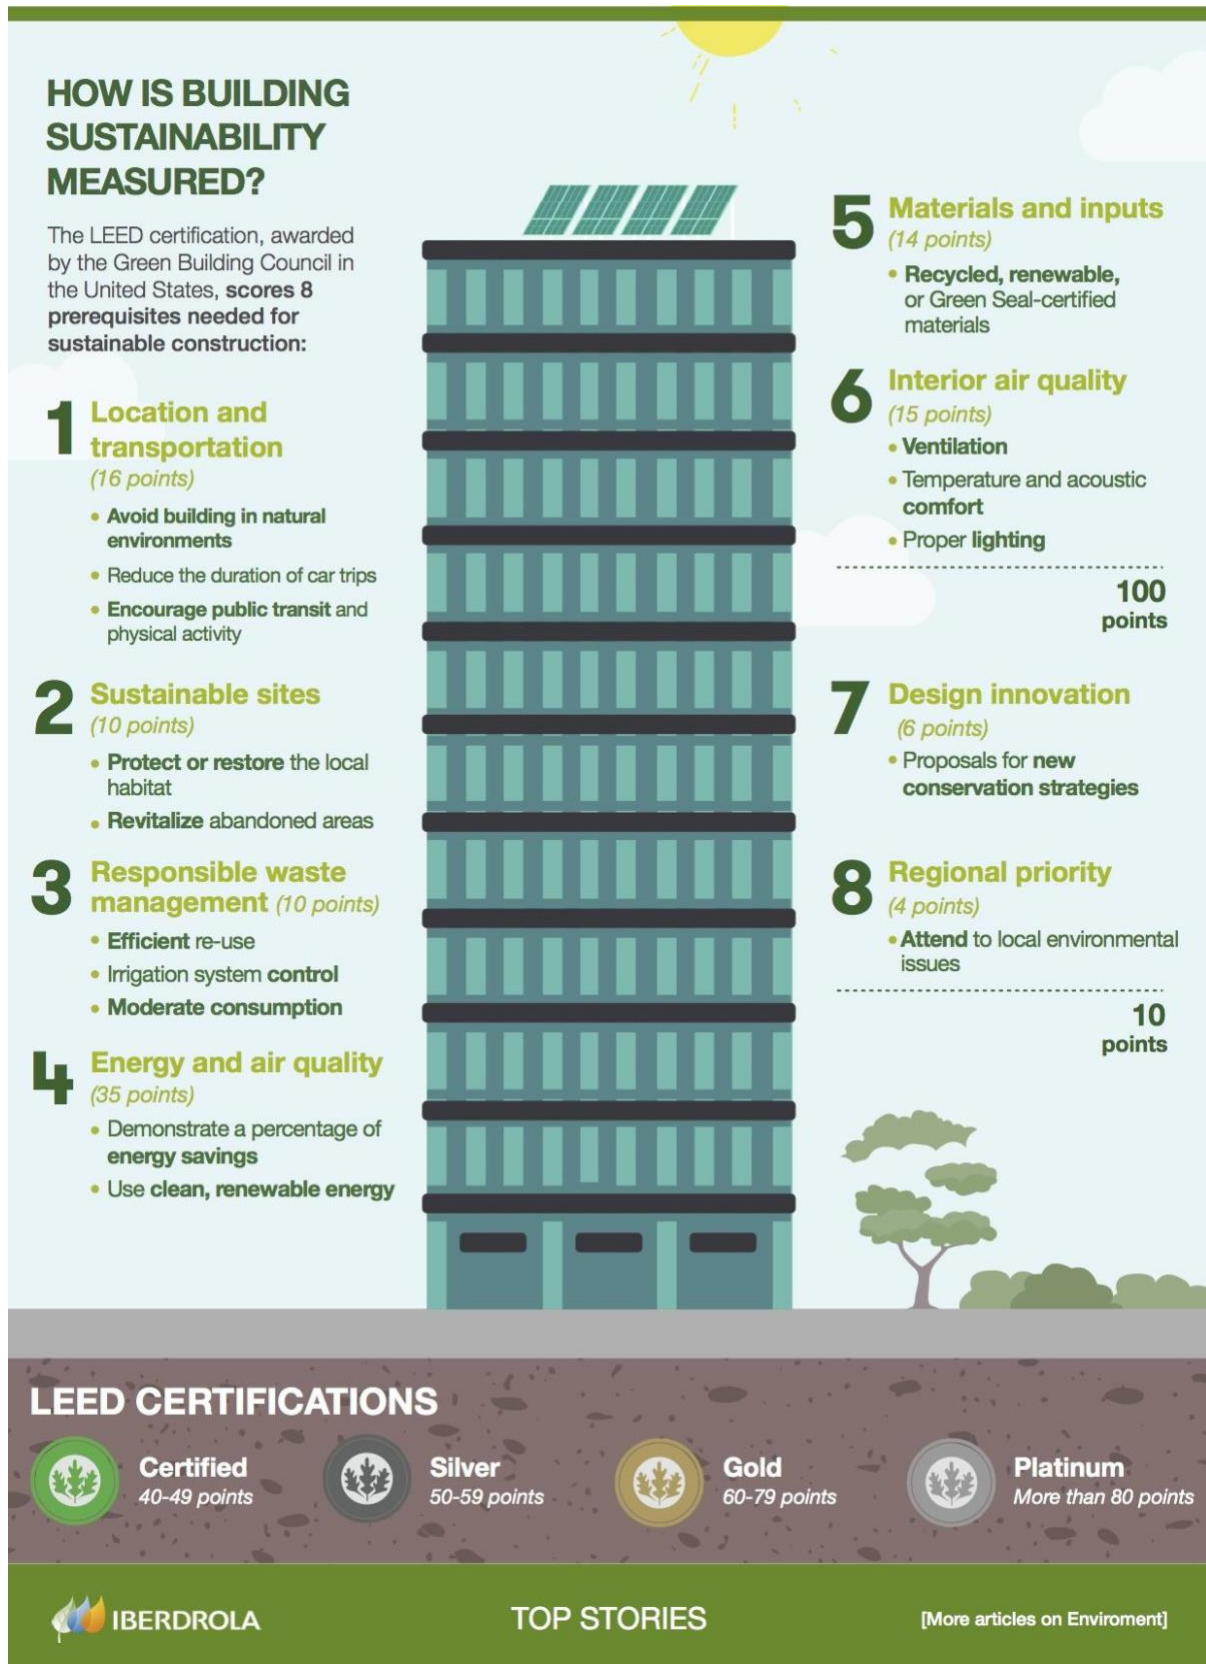 HOW IS BUILDING
SUSTAINABILITY
MEASURED?
The LEED certification, awarded
by the Green Building Council in
the United States, scores 8
prerequisites needed for
sustainable construction:
1 Location and
transportation
(16 points)
• Avoid building in natural
environments
• Reduce the duration of car trips
• Encourage public transit and
physical activity
2 Sustainable sites
(10 points)
• Protect or restore the local
habitat
• Revitalize abandoned areas
3 Responsible waste
management (10 points)
• Efficient re-use
• Irrigation system control
• Moderate consumption
4 Energy and air quality
(35 points)
• Demonstrate a percentage of
energy savings
• Use clean, renewable energy
5 Materials and inputs
(14 points)
• Recycled, renewable,
or Green Seal-certified
materials
6 Interior air quality
(15 points)
• Ventilation
• Temperature and acoustic
comfort
• Proper lighting
100
points
7 Design innovation
(6 points)
• Proposals for new
conservation strategies
8 Regional priority
(4 points)
• Attend to local environmental
issues
10
points
LEED CERTIFICATIONS
Certified
40-49 points
Silver
50-59 points
Gold
60-79 points
Platinum
More than 80 points
IBERDROLA
TOP STORIES
[More articles on Enviroment]